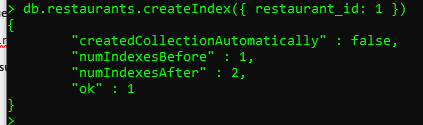 > db.restaurants.createIndex({ restaurant_id: 1 })
{
"createdCollectionAutomatically" : false,
"numIndexesBefore" : 1,
"numIndexesAfter" : 2,
"ok" : 1
}
>